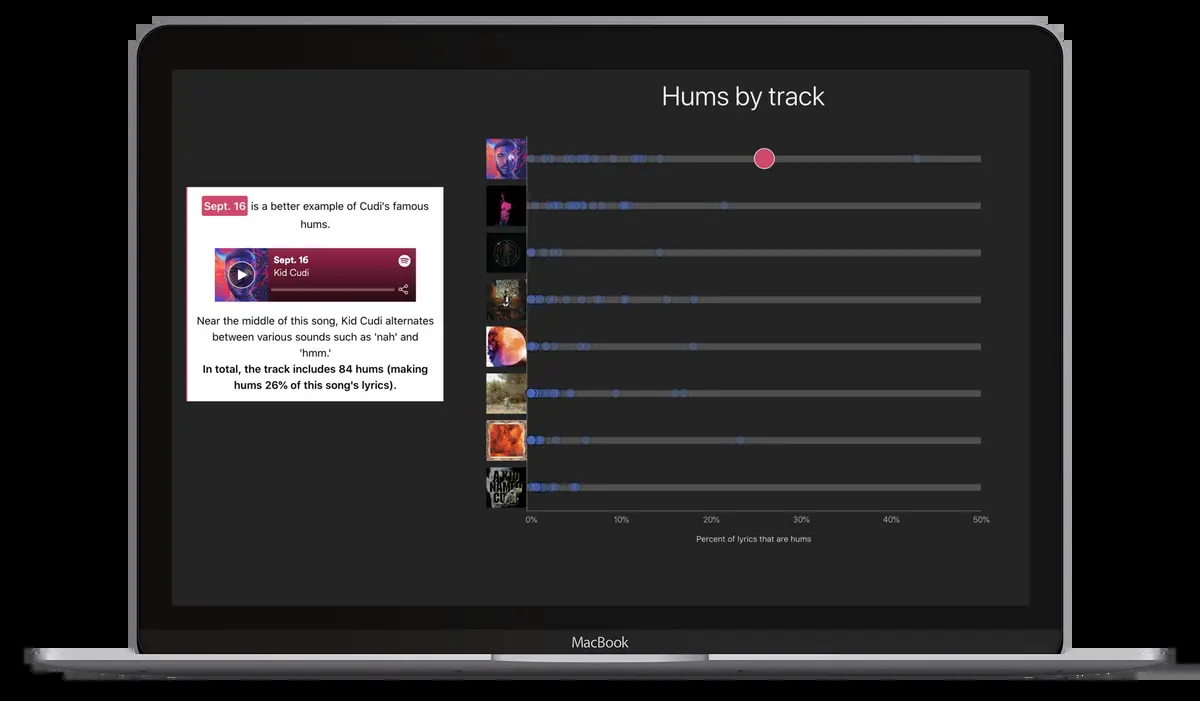 Hums by track
Sept. 16 is a better example of Cudi's famous
hums.
Sept. 16
Kid Cudi
Near the middle of this song, Kid Cudi alternates
between various sounds such as 'nah' and
'hmm.'
In total, the track includes 84 hums (making
hums 26% of this song's lyrics).
A KID
NAMED
CUDI
0% 10% 20% 30% 40% 50%
Percent of lyrics that are hums
MacBook